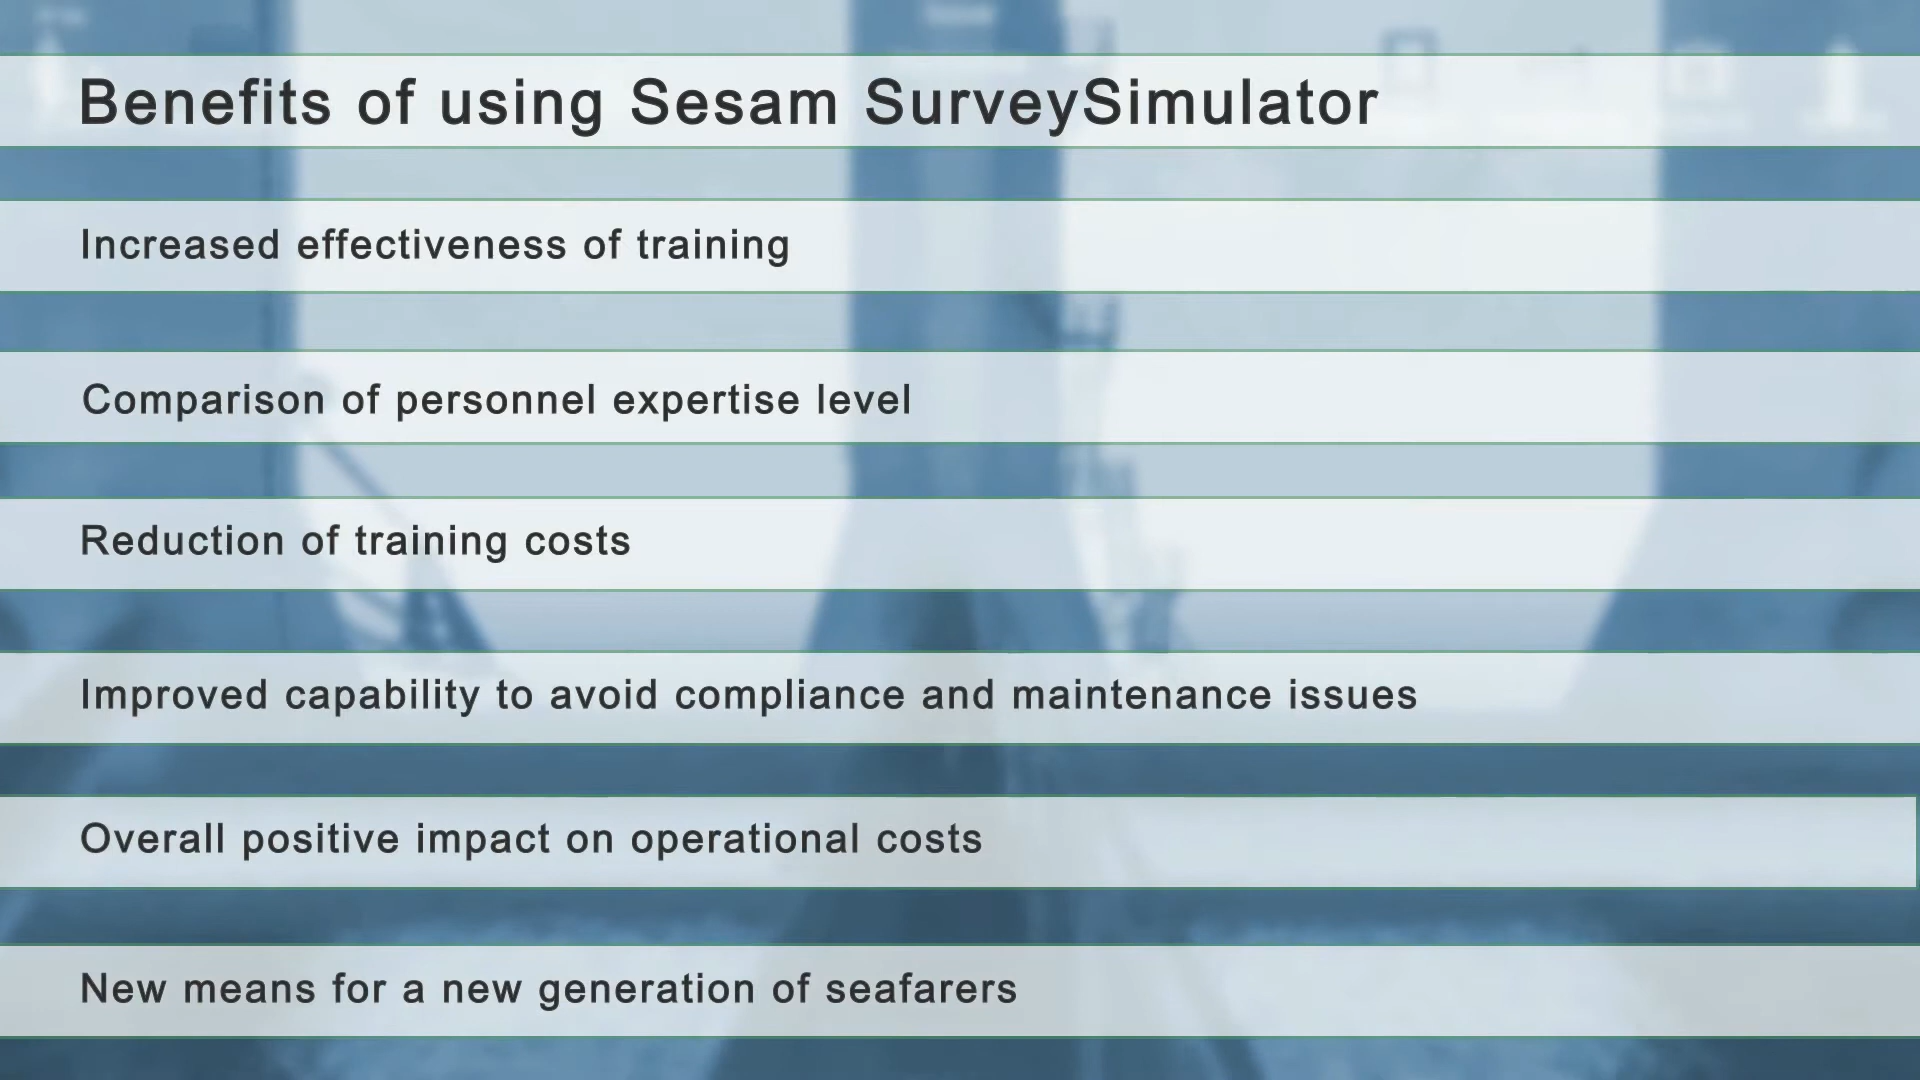 Benefits of using Sesam SurveySimulator
Increased effectiveness of training
Comparison of personnel expertise level
Reduction of training costs
Improved capability to avoid compliance and maintenance issues
Overall positive impact on operational costs
New means for a new generation of seafarers